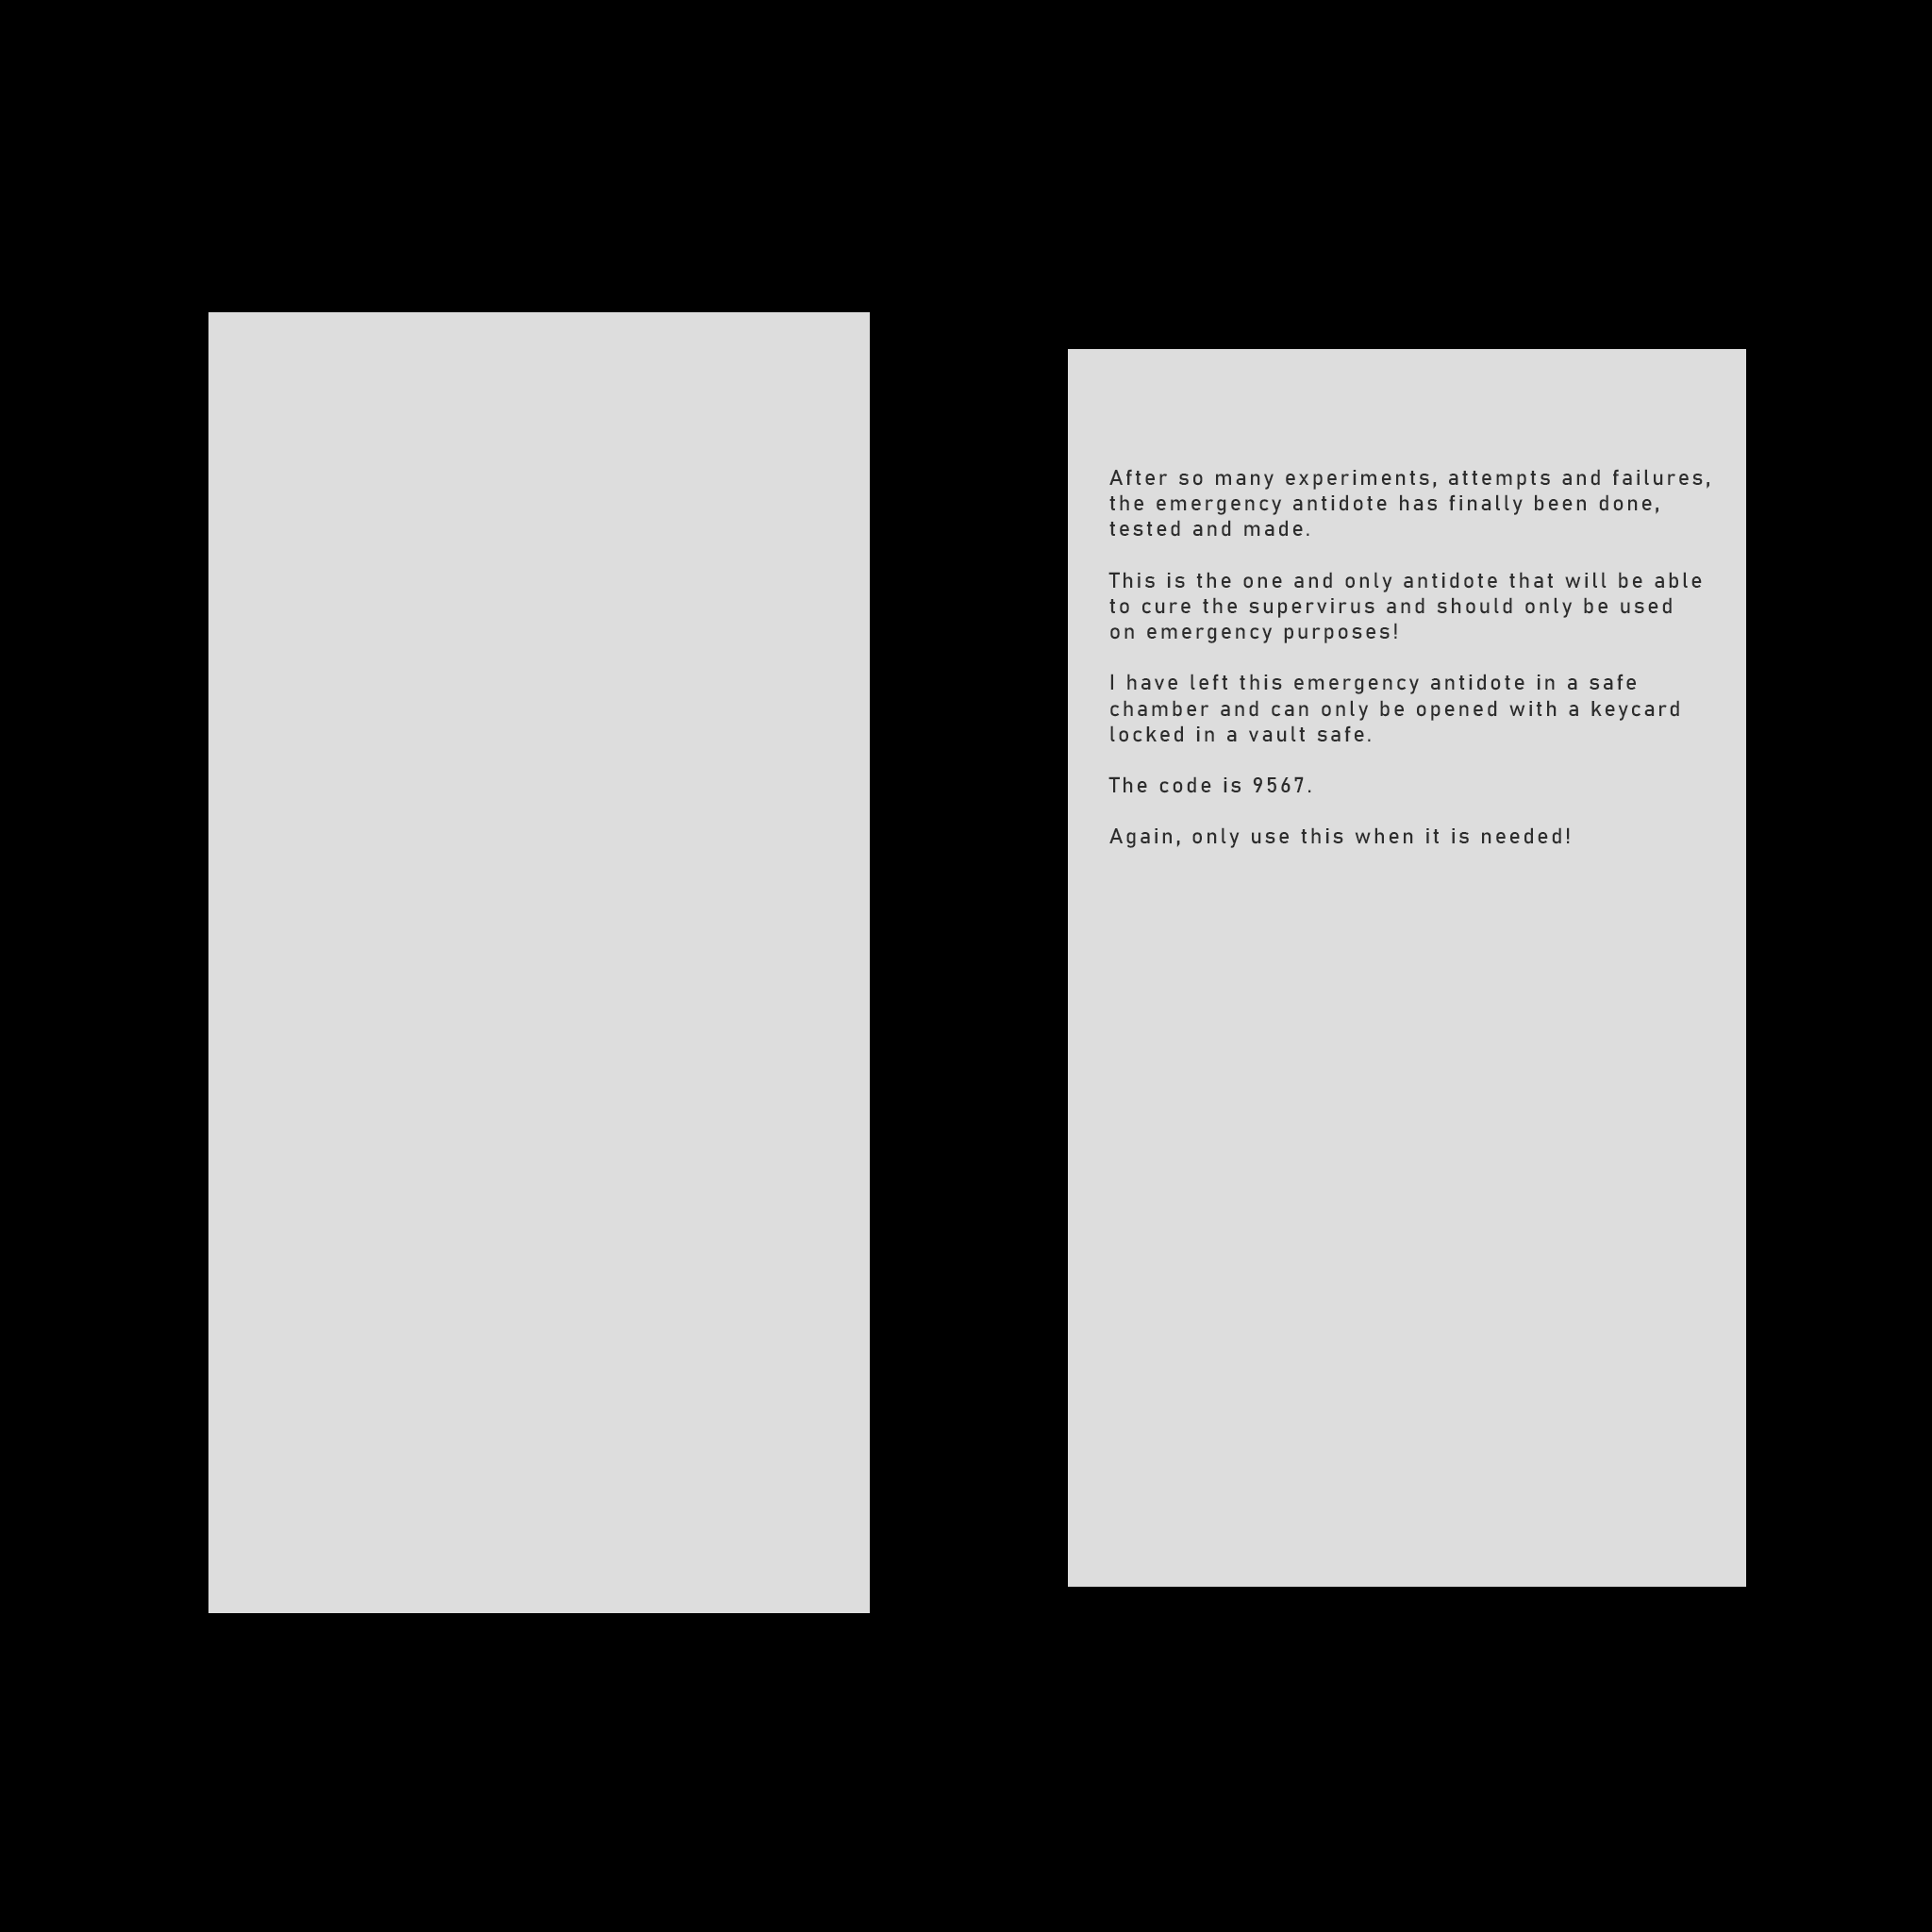 After so many experiments, attempts and failures,
the emergency antidote has finally been done,
tested and made.
This is the one and only antidote that will be able
to cure the supervirus and should only be used
on emergency purposes!
I have left this emergency antidote in a safe
chamber and can only be opened with a keycard
locked in a vault safe.
The code is 9567.
Again, only use this when it is needed!